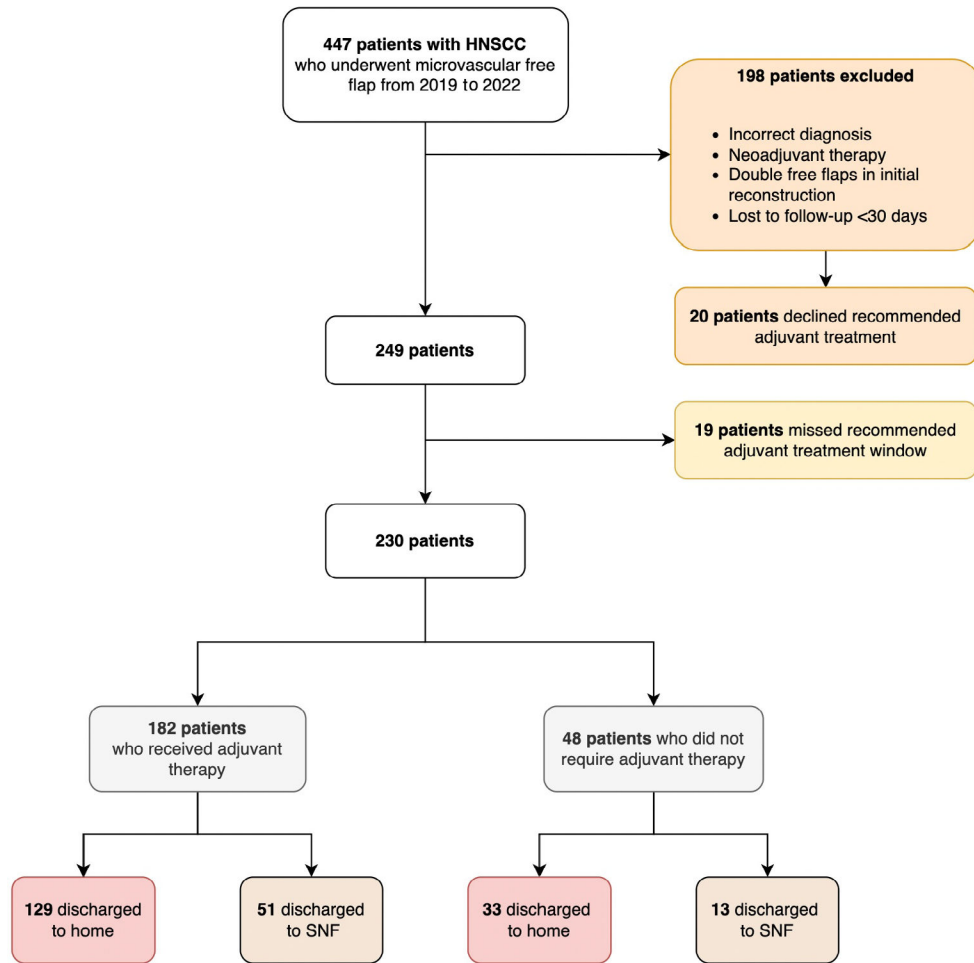 447 patients with HNSCC
who underwent microvascular free
flap from 2019 to 2022
198 patients excluded
• Incorrect diagnosis
• Neoadjuvant therapy
• Double free flaps in initial
reconstruction
• Lost to follow-up <30 days
20 patients declined recommended
adjuvant treatment
249 patients
19 patients missed recommended
adjuvant treatment window
230 patients
182 patients
who received adjuvant
therapy
48 patients who did not
require adjuvant therapy
129 discharged
to home
51 discharged
to SNF
33 discharged
to home
13 discharged
to SNF